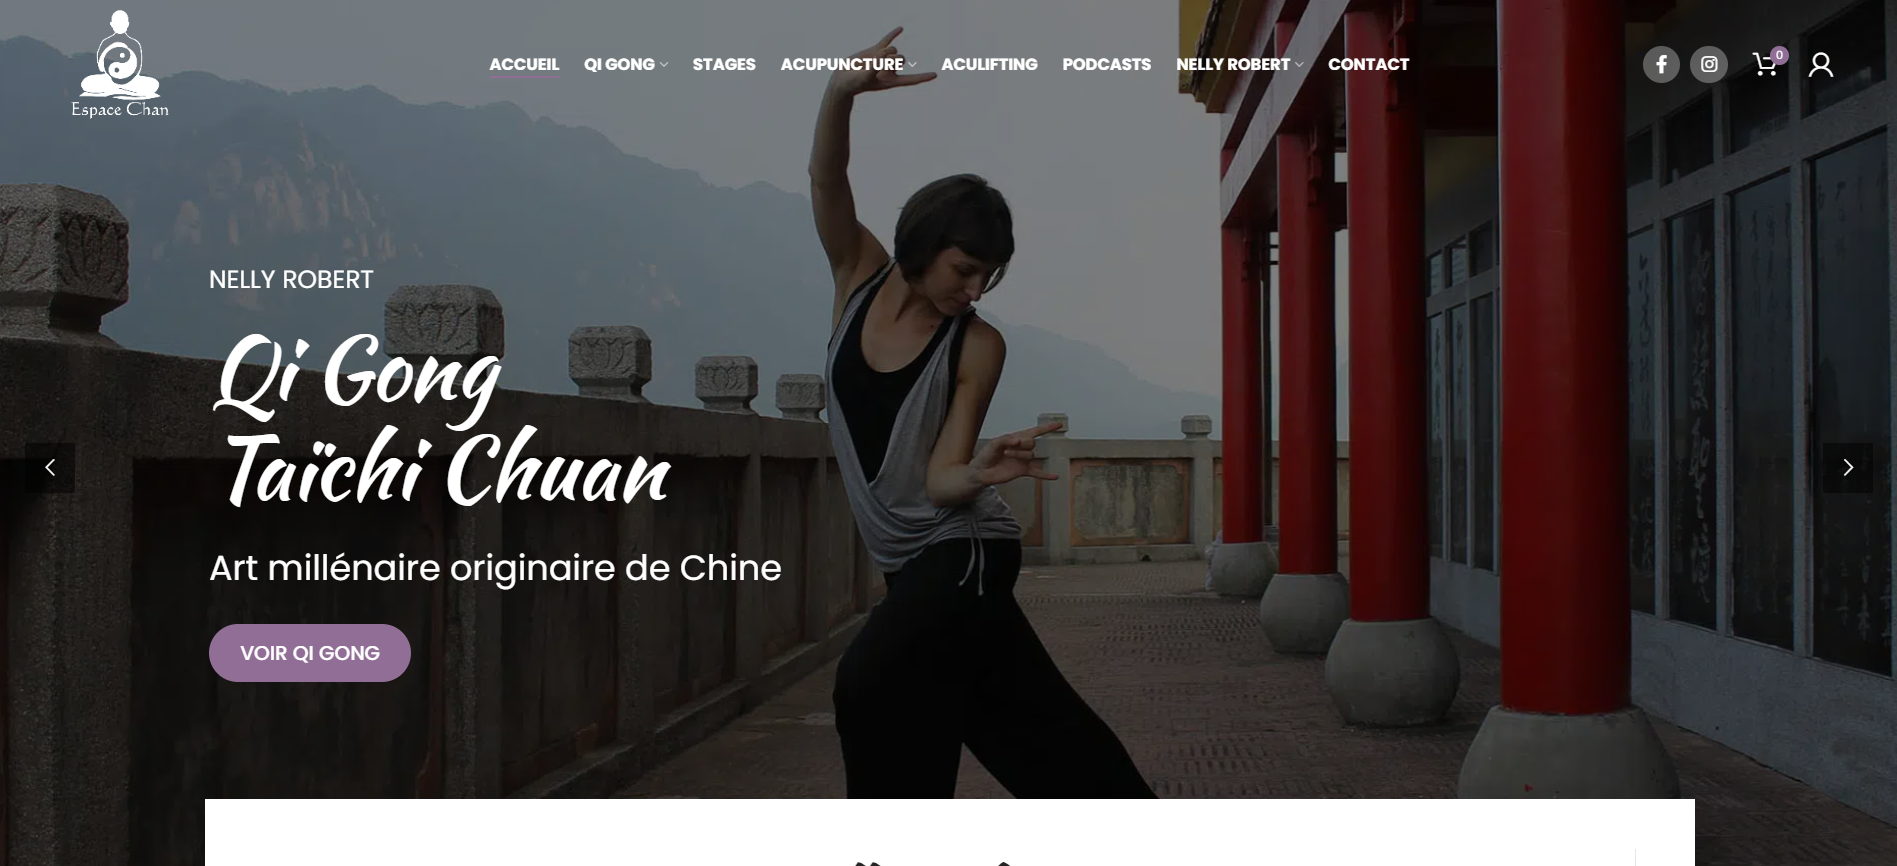 Espace Chan
ACCUEIL QI GONG STAGES ACUPUNCTURE ACULIFTING PODCASTS NELLY ROBERT CONTACT
0
NELLY ROBERT
Qi Gong
Taïchi Chuan
Art millénaire originaire de Chine
VOIR QI GONG